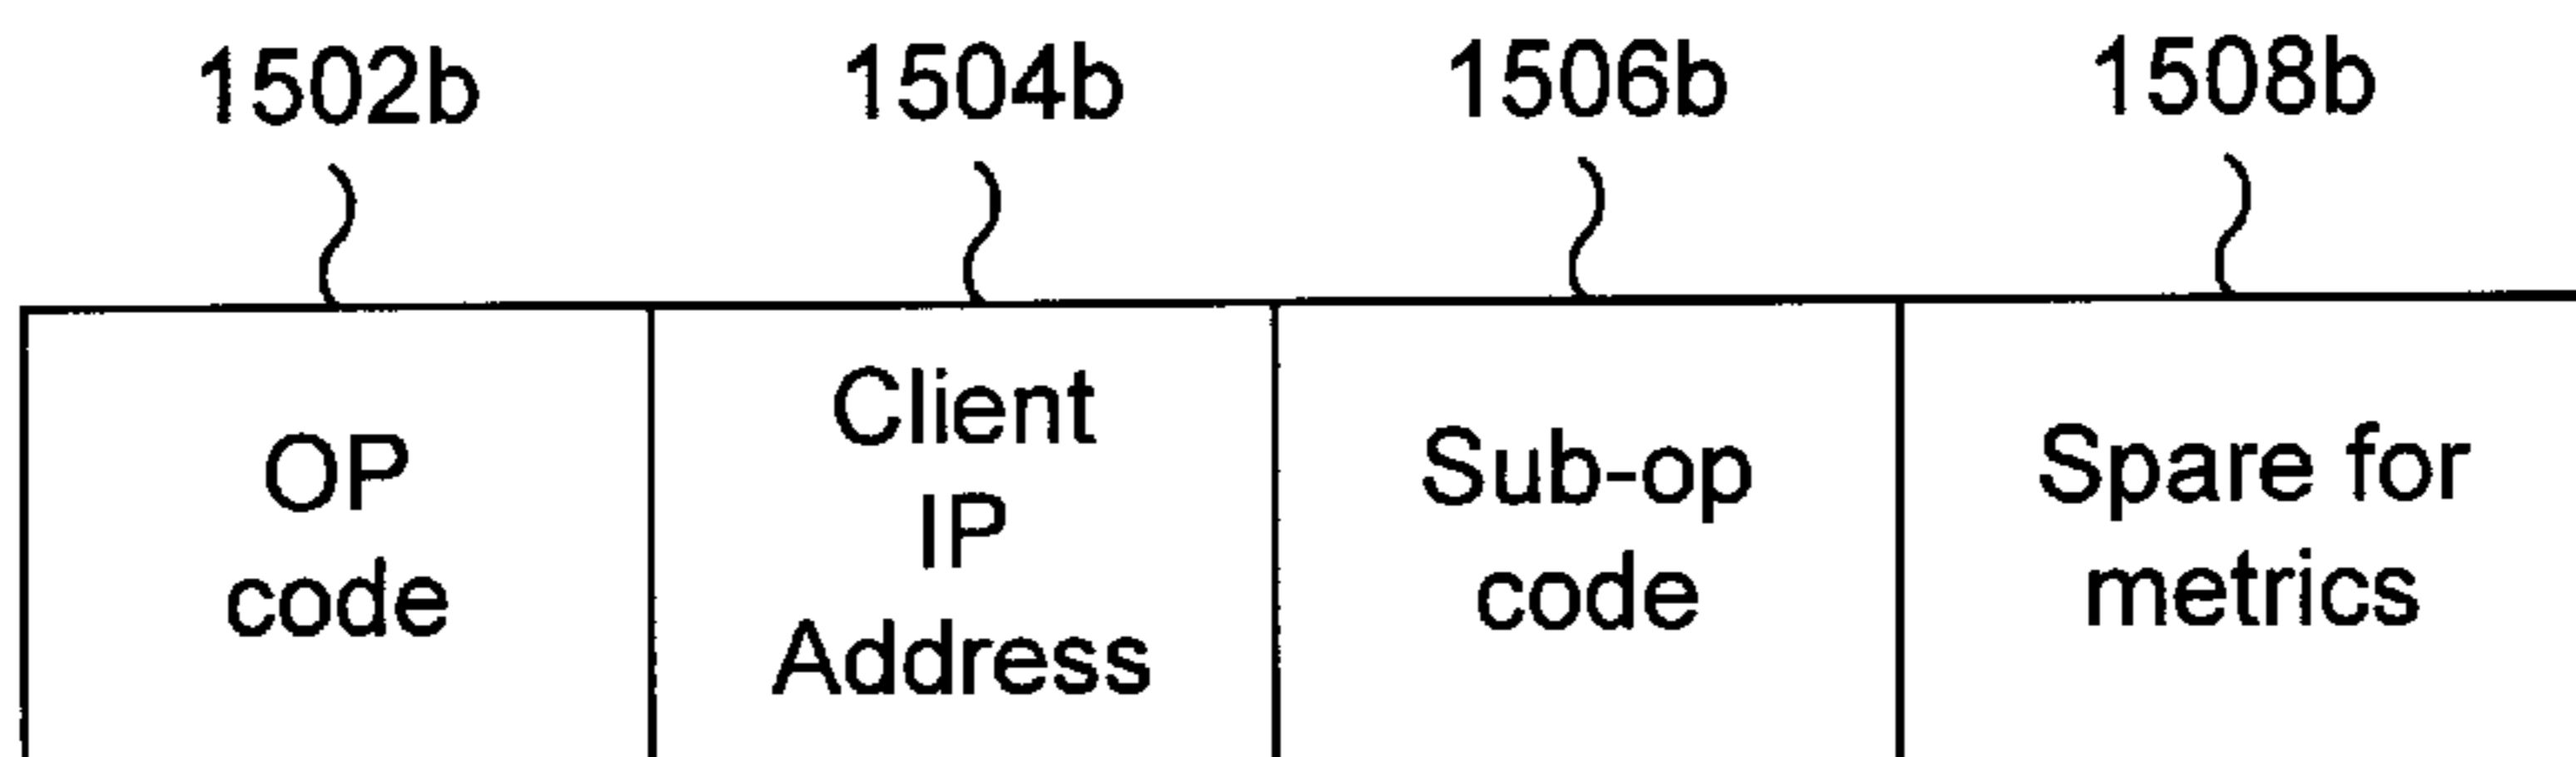 1502b 1504b 1506b 1508b
OP
code
Client
IP
Address
Sub-op
code
Spare for
metrics